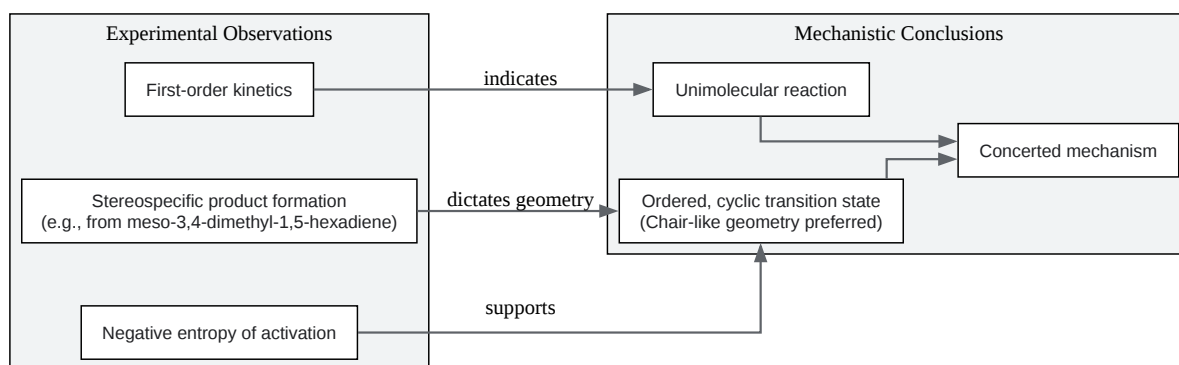 Experimental Observations
Mechanistic Conclusions
First-order kinetics
indicates
Unimolecular reaction
Concerted mechanism
Stereospecific product formation
(e.g., from meso-3,4-dimethyl-1,5-hexadiene)
dictates geometry
Ordered, cyclic transition state
(Chair-like geometry preferred)
supports
Negative entropy of activation